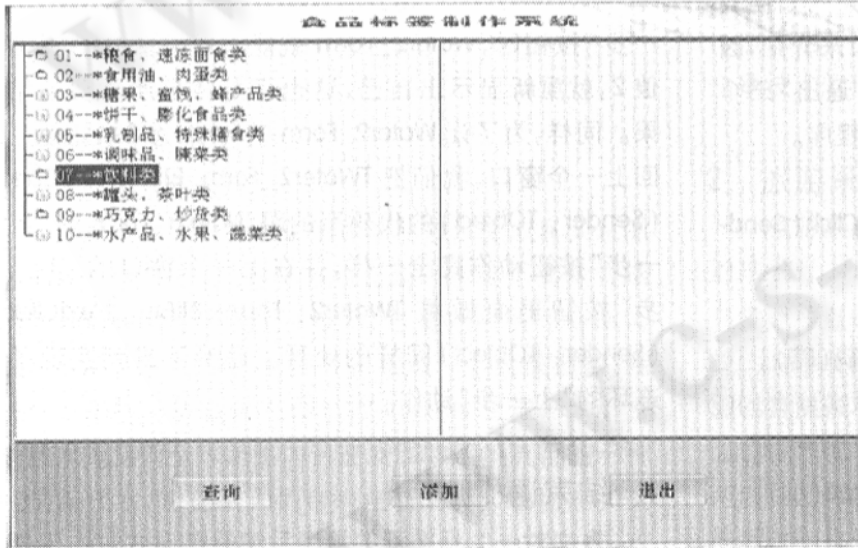 食品标签制作系統
01--*粮食、速冻面食类
02--*食用油、肉蛋类
03--*糖果、蜜饯、蜂产品类
04--*饼干、膨化食品类
05--*乳制品、特殊膳食类
06--*调味品、腌菜类
07--*饮料类
08--*罐头、茶叶类
09--*巧克力、炒货类
10--*水产品、水果、蔬菜类
查询
添加
退出